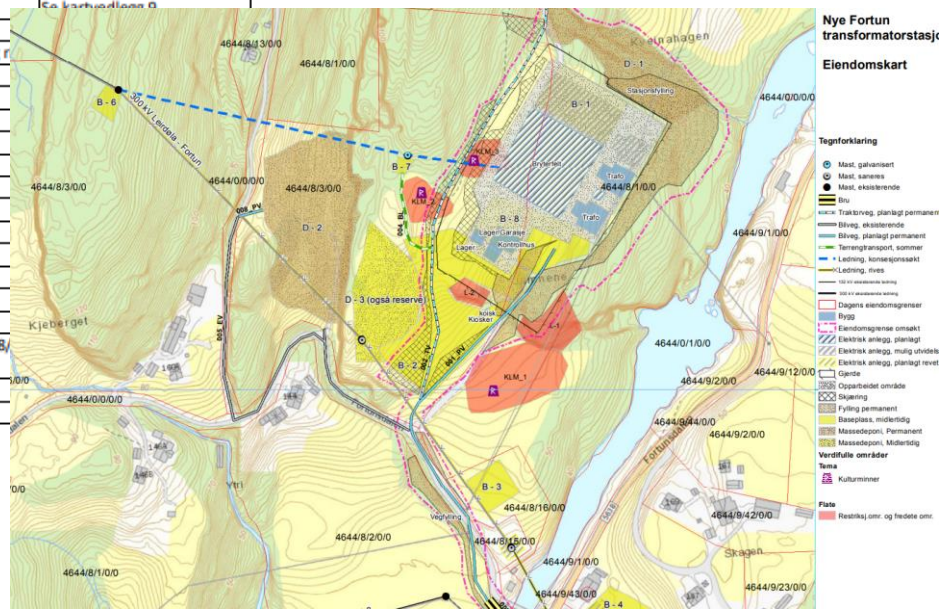 Se kartvedlegg 9
Nye Fortun
transformatorstasjo
Eiendomskart
Tegnforklaring
Mast, galvanisert
Mast, saneres
Mast, eksisterende
Bru
Traktorveg, planlagt permanent
Bilveg, eksisterende
Bilveg, planlagt permanent
Terrengtransport, sommer
Ledning, konsesjonssøkt
Ledning, rives
Dagens eiendomsgrenser
Bygg
Eiendomsgrense omsøkt
Elektrisk anlegg, planlagt
Elektrisk anlegg, mulig utvidels
Elektrisk anlegg, planlagt revet
Gjerde
Opparbeidet område
Skjæring
Fylling permanent
Baseplass, midlertidig
Massedeponi, Permanent
Massedeponi, Midlertidig
Verdifulle områder
Tema
Kulturminner
Flate
Restriksj.omr. og fredete omr.
4644/8/13/0/0
4644/8/1/0/0
Kveinahagen
D - 1
Stasjonsfylling
4644/0/0/0/0
B - 6
300 kV Leirdøla - Fortun
B - 1
KLM_3
Bryterfelt
B - 7
Trafo
4644/8/1/0/0
4644/8/3/0/0
4644/0/0/0/0
4644/8/3/0/0
KLM_2
006_PV
004_BL
B - 8
Trafo
Lager Garasje
Kontrollhus
Lager
D - 2
4644/9/1/0/0
L-2
D - 3 (også reserve)
koisk
Kiosker
L-1
Kjeberget
005_EV
B - 2
002_TV
001_PV
KLM_1
4644/0/1/0/0
4644/9/2/0/0
4644/9/12/0/0
144
4644/0/0/0/0
4644/9/44/0/0
Fortunsdalen
4644/9/2/0/0
Ytri
B - 3
4644/8/16/0/0
Vegfylling
4644/8/2/0/0
4644/8/16/0/0
4644/9/42/0/0
Skagen
4644/8/1/0/0
4644/9/1/0/0
4644/9/43/0/0
4644/9/23/0/0
B - 4